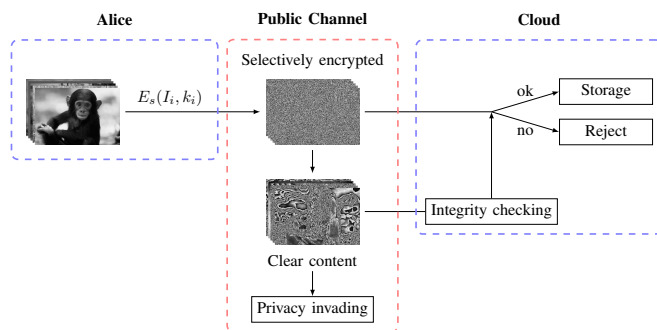 Alice
Public Channel
Cloud
Selectively encrypted
E_s(I_i, k_i)
ok
Storage
no
Reject
Integrity checking
Clear content
Privacy invading